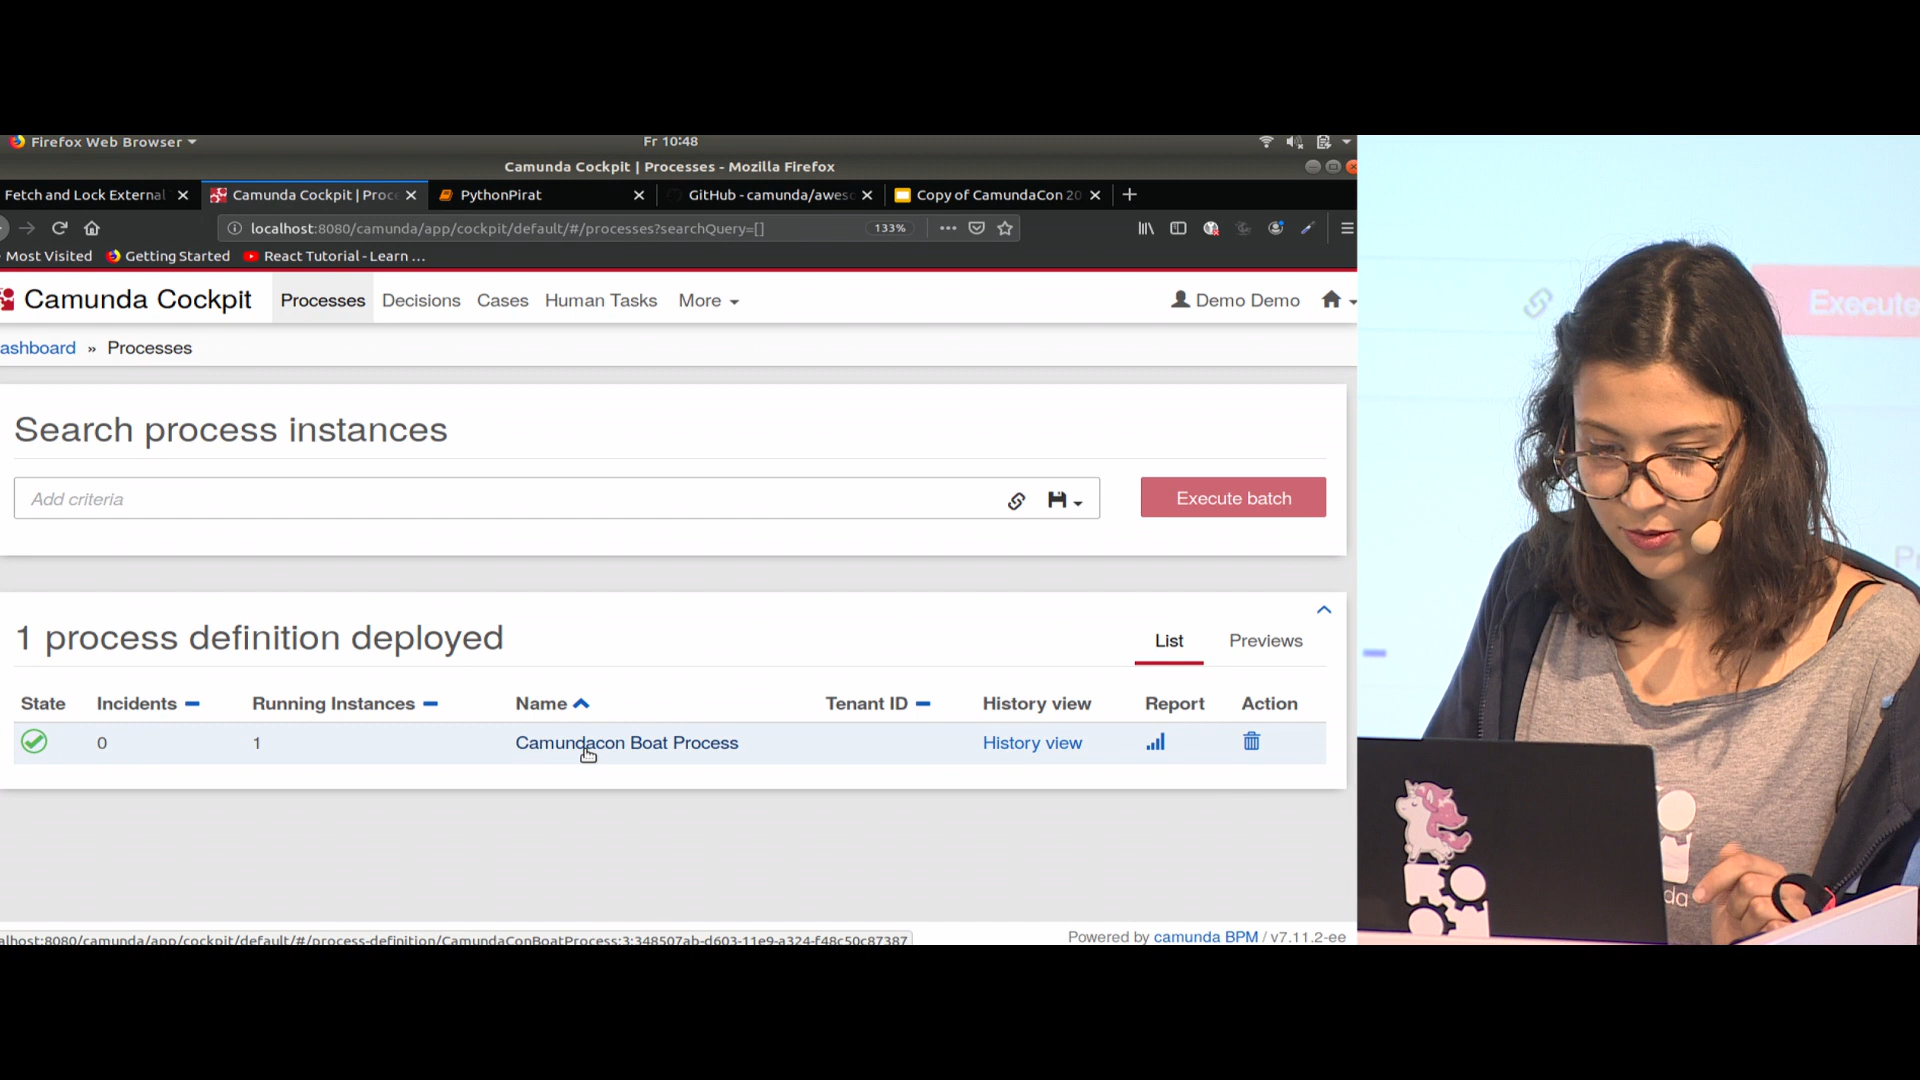 Firefox Web Browser
Fr 10:48
Camunda Cockpit | Processes - Mozilla Firefox
Fetch and Lock External
Camunda Cockpit | Proc
PythonPirat
GitHub - camunda/awes
Copy of CamundaCon 20
localhost:8080/camunda/app/cockpit/default/#/processes?searchQuery=[]
133%
Most Visited
Getting Started
React Tutorial - Learn ...
Camunda Cockpit
Processes
Decisions
Cases
Human Tasks
More
Demo Demo
ashboard » Processes
Search process instances
Add criteria
Execute batch
1 process definition deployed
List
Previews
State
Incidents
Running Instances
Name
Tenant ID
History view
Report
Action
0
1
Camundacon Boat Process
History view
alhost:8080/camunda/app/cockpit/default/#/process-definition/CamundaConBoatProcess:3:348507ab-d603-11e9-a324-f48c50c87387
Powered by camunda BPM / v7.11.2-ee
Execute
P
da